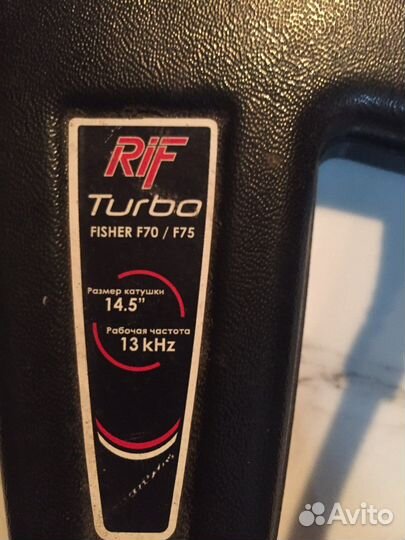 RiF
Turbo
FISHER F70 / F75
Размер катушки
14.5"
Рабочая частота
13 kHz
Avito